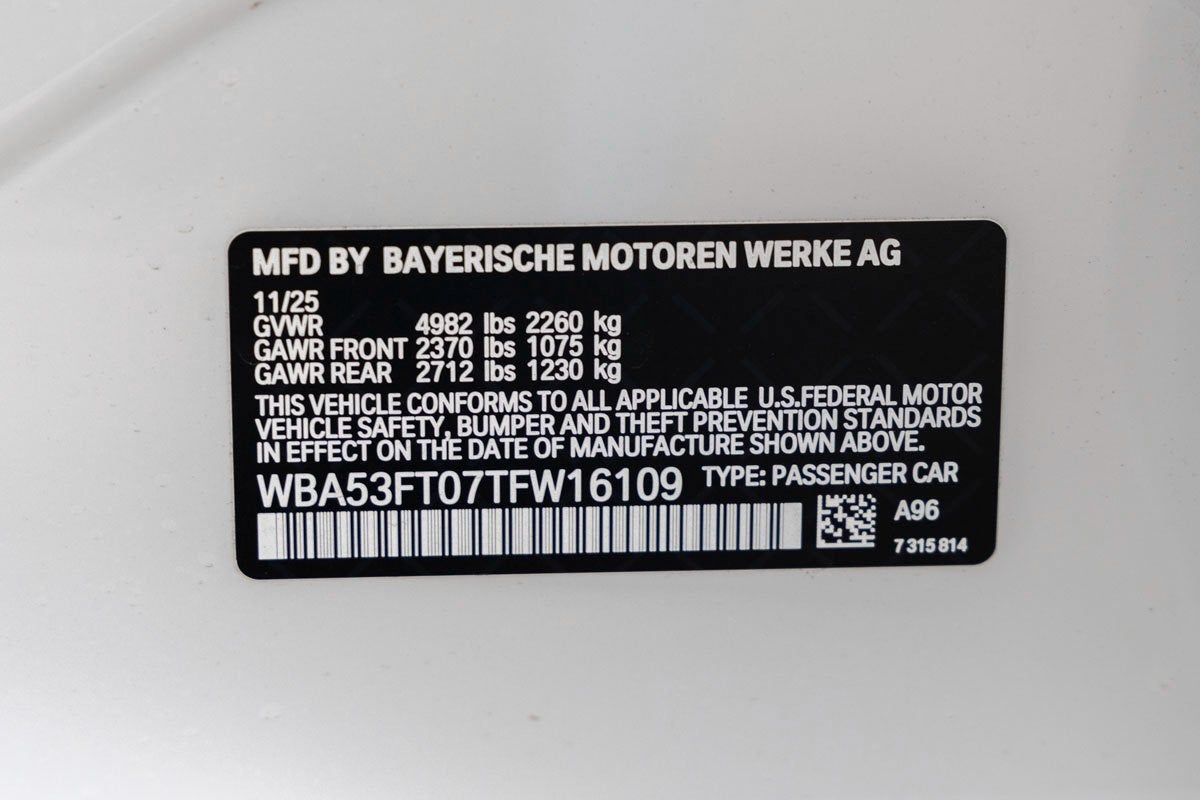 MFD BY BAYERISCHE MOTOREN WERKE AG
11/25
GVWR 4982 lbs 2260 kg
GAWR FRONT 2370 lbs 1075 kg
GAWR REAR 2712 lbs 1230 kg
THIS VEHICLE CONFORMS TO ALL APPLICABLE U.S.FEDERAL MOTOR
VEHICLE SAFETY, BUMPER AND THEFT PREVENTION STANDARDS
IN EFFECT ON THE DATE OF MANUFACTURE SHOWN ABOVE.
WBA53FT07TFW16109 TYPE: PASSENGER CAR
A96
7 315 814